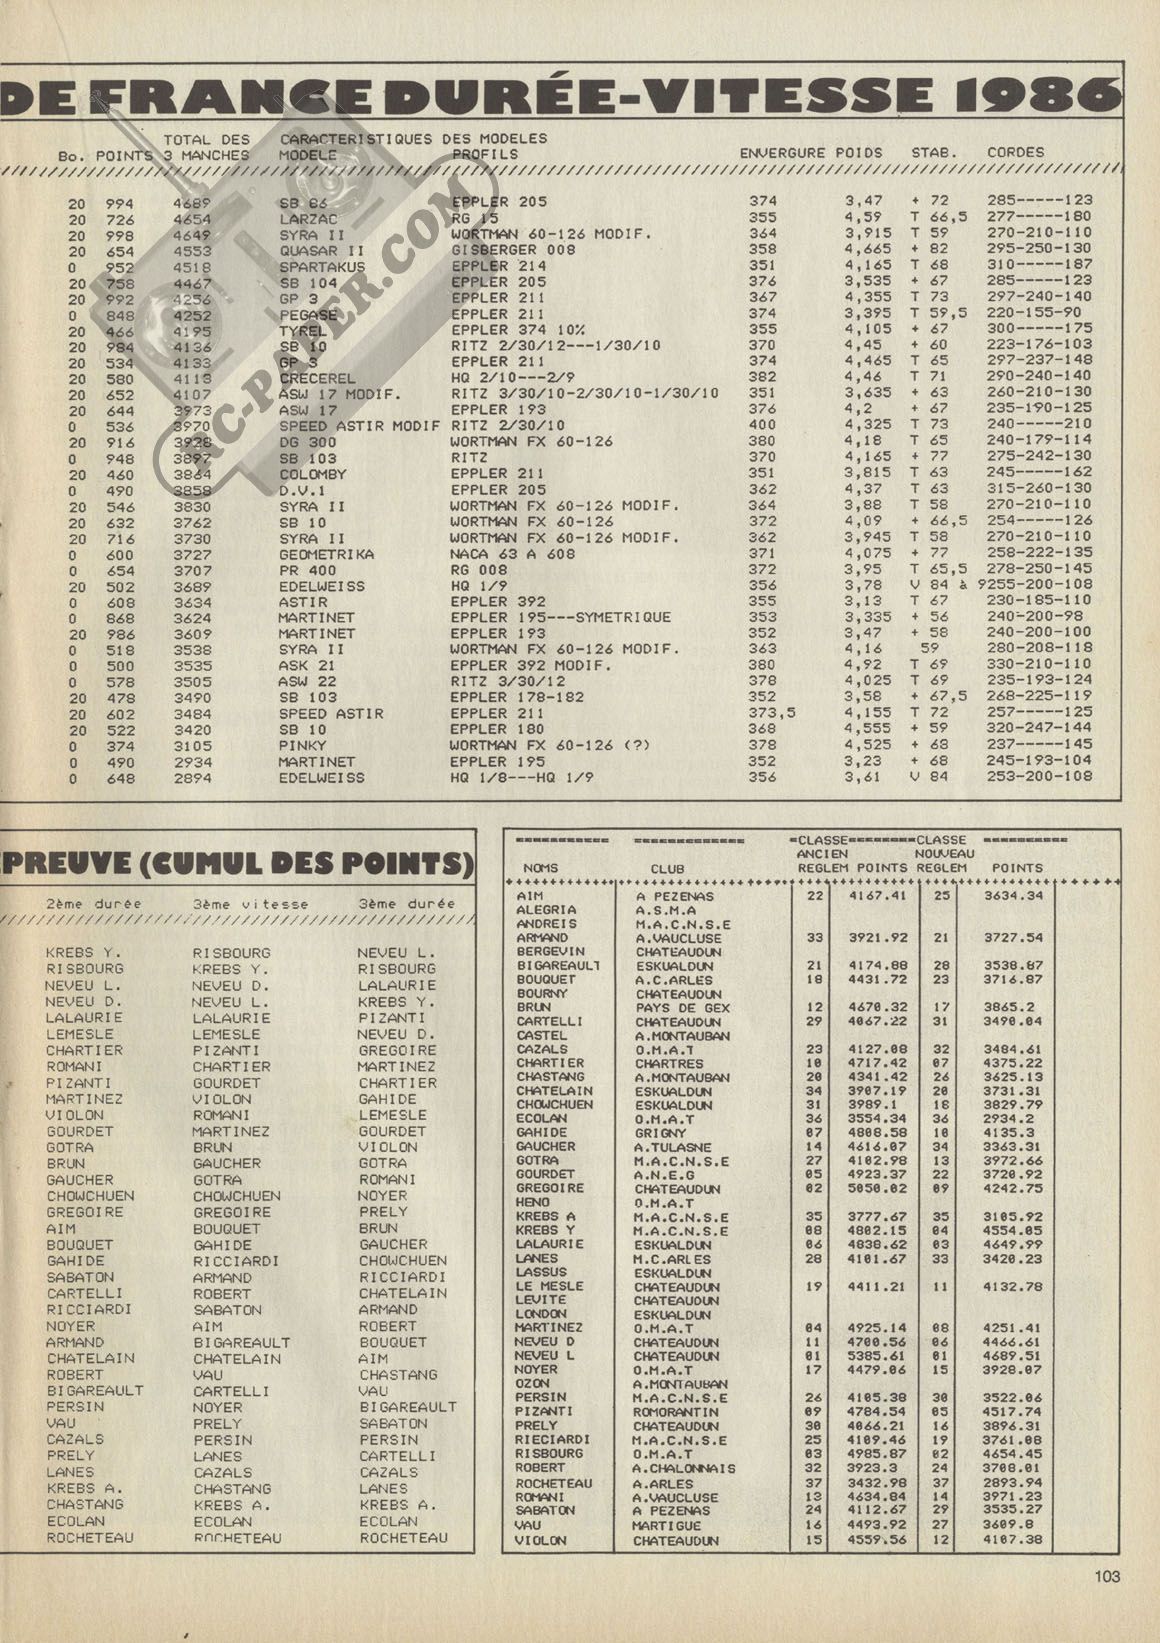 DE FRANCE DURÉE-VITESSE 1986
TOTAL DES CARACTERISTIQUES DES MODELES
Bo. POINTS 3 MANCHES MODELE PROFILS ENVERGURE POIDS STAB. CORDES
20 994 4689 SB 86 EPPLER 205 374 3,47 + 72 285-----123
20 726 4654 LARZAC RG 15 355 4,59 T 66,5 277-----180
20 998 4649 SYRA II WORTMAN 60-126 MODIF. 364 3,915 T 59 270-210-110
20 654 4553 QUASAR II GISBERGER 008 358 4,665 + 82 295-250-130
0 952 4518 SPARTAKUS EPPLER 214 351 4,165 T 68 310-----187
20 758 4467 SB 104 EPPLER 205 376 3,535 + 67 285-----123
20 992 4256 GP 3 EPPLER 211 367 4,355 T 73 297-240-140
0 848 4252 PEGASE EPPLER 211 374 3,395 T 59,5 220-155-90
20 466 4195 TYREL EPPLER 374 10% 355 4,105 + 67 300-----175
20 984 4136 SB 10 RITZ 2/30/12---1/30/10 370 4,45 + 60 223-176-103
20 534 4133 GP 3 EPPLER 211 374 4,465 T 65 297-237-148
20 580 4113 CRECEREL HQ 2/10---2/9 382 4,46 T 71 290-240-140
20 652 4107 ASW 17 MODIF. RITZ 3/30/10-2/30/10-1/30/10 351 3,635 + 63 260-210-130
20 644 3973 ASW 17 EPPLER 193 376 4,2 + 67 235-190-125
0 536 3970 SPEED ASTIR MODIF RITZ 2/30/10 400 4,325 T 73 240-----210
20 916 3928 DG 300 WORTMAN FX 60-126 380 4,18 T 65 240-179-114
0 948 3897 SB 103 RITZ 370 4,165 + 77 275-242-130
20 460 3864 COLOMBY EPPLER 211 351 3,815 T 63 245-----162
0 490 3858 D.V.1 EPPLER 205 362 4,37 T 63 315-260-130
20 546 3830 SYRA II WORTMAN FX 60-126 MODIF. 364 3,88 T 58 270-210-110
20 632 3762 SB 10 WORTMAN FX 60-126 372 4,09 + 66,5 254-----126
20 716 3730 SYRA II WORTMAN FX 60-126 MODIF. 362 3,945 T 58 270-210-110
0 600 3727 GEOMETRIKA NACA 63 A 608 371 4,075 + 77 258-222-135
0 654 3707 PR 400 RG 008 372 3,95 T 65,5 278-250-145
20 502 3689 EDELWEISS HQ 1/9 356 3,78 V 84 à 9255-200-108
0 608 3634 ASTIR EPPLER 392 355 3,13 T 67 230-185-110
0 868 3624 MARTINET EPPLER 195---SYMETRIQUE 353 3,335 + 56 240-200-98
20 986 3609 MARTINET EPPLER 193 352 3,47 + 58 240-200-100
0 518 3538 SYRA II WORTMAN FX 60-126 MODIF. 363 4,16 59 280-208-118
0 500 3535 ASK 21 EPPLER 392 MODIF. 380 4,92 T 69 330-210-110
0 578 3505 ASW 22 RITZ 3/30/12 378 4,025 T 69 235-193-124
20 478 3490 SB 103 EPPLER 178-182 352 3,58 + 67,5 268-225-119
20 602 3484 SPEED ASTIR EPPLER 211 373,5 4,155 T 72 257-----125
20 522 3420 SB 10 EPPLER 180 368 4,555 + 59 320-247-144
0 374 3105 PINKY WORTMAN FX 60-126 (?) 378 4,525 + 68 237-----145
0 490 2934 MARTINET EPPLER 195 352 3,23 + 68 245-193-104
0 648 2894 EDELWEISS HQ 1/8---HQ 1/9 356 3,61 V 84 253-200-108
RC-PAPER.COM
EPREUVE (CUMUL DES POINTS)
2ème durée 3ème vitesse 3ème durée
KREBS Y. RISBOURG NEVEU L.
RISBOURG KREBS Y. RISBOURG
NEVEU L. NEVEU D. LALAURIE
NEVEU D. NEVEU L. KREBS Y.
LALAURIE LALAURIE PIZANTI
LEMESLE LEMESLE NEVEU D.
CHARTIER PIZANTI GREGOIRE
ROMANI CHARTIER MARTINEZ
PIZANTI GOURDET CHARTIER
MARTINEZ VIOLON GAHIDE
VIOLON ROMANI LEMESLE
GOURDET MARTINEZ GOURDET
GOTRA BRUN VIOLON
BRUN GAUCHER GOTRA
GAUCHER GOTRA ROMANI
CHOWCHUEN CHOWCHUEN NOYER
GREGOIRE GREGOIRE PRELY
AIM BOUQUET BRUN
BOUQUET GAHIDE GAUCHER
GAHIDE RICCIARDI CHOWCHUEN
SABATON ARMAND RICCIARDI
CARTELLI ROBERT CHATELAIN
RICCIARDI SABATON ARMAND
NOYER AIM ROBERT
ARMAND BIGAREAULT BOUQUET
CHATELAIN CHATELAIN AIM
ROBERT VAU CHASTANG
BIGAREAULT CARTELLI VAU
PERSIN NOYER BIGAREAULT
VAU PRELY SABATON
CAZALS PERSIN PERSIN
PRELY LANES CARTELLI
LANES CAZALS CAZALS
KREBS A. CHASTANG LANES
CHASTANG KREBS A. KREBS A.
ECOLAN ECOLAN ECOLAN
ROCHETEAU ROCHETEAU ROCHETEAU
=CLASSE=========CLASSE
ANCIEN NOUVEAU
NOMS CLUB REGLEM POINTS REGLEM POINTS
AIM A PEZENAS 22 4167.41 25 3634.34
ALEGRIA A.S.M.A
ANDREIS M.A.C.N.S.E
ARMAND A.VAUCLUSE 33 3921.92 21 3727.54
BERGEVIN CHATEAUDUN
BIGAREAULT ESKUALDUN 21 4174.88 28 3538.87
BOUQUET A.C.ARLES 18 4431.72 23 3716.87
BOURNY CHATEAUDUN
BRUN PAYS DE GEX 12 4670.32 17 3865.2
CARTELLI CHATEAUDUN 29 4067.22 31 3490.04
CASTEL A.MONTAUBAN
CAZALS O.M.A.T 23 4127.08 32 3484.61
CHARTIER CHARTRES 10 4717.42 07 4375.22
CHASTANG A.MONTAUBAN 20 4341.42 26 3625.13
CHATELAIN ESKUALDUN 34 3907.19 20 3731.31
CHOWCHUEN ESKUALDUN 31 3989.1 18 3829.79
ECOLAN O.M.A.T 36 3554.34 36 2934.2
GAHIDE GRIGNY 07 4808.58 10 4135.3
GAUCHER A.TULASNE 14 4616.07 34 3363.31
GOTRA M.A.C.N.S.E 27 4102.98 13 3972.66
GOURDET A.N.E.G 05 4923.37 22 3720.92
GREGOIRE CHATEAUDUN 02 5050.02 09 4242.75
HENO O.M.A.T
KREBS A M.A.C.N.S.E 35 3777.67 35 3105.92
KREBS Y M.A.C.N.S.E 08 4802.15 04 4554.05
LALAURIE ESKUALDUN 06 4838.62 03 4649.99
LANES M.C.ARLES 28 4101.67 33 3420.23
LASSUS ESKUALDUN
LE MESLE CHATEAUDUN 19 4411.21 11 4132.78
LEVITE CHATEAUDUN
LONDON ESKUALDUN
MARTINEZ O.M.A.T 04 4925.14 08 4251.41
NEVEU D CHATEAUDUN 11 4700.56 06 4466.61
NEVEU L CHATEAUDUN 01 5385.61 01 4689.51
NOYER O.M.A.T 17 4479.06 15 3928.07
OZON A.MONTAUBAN
PERSIN M.A.C.N.S.E 26 4105.38 30 3522.06
PIZANTI ROMORANTIN 09 4784.54 05 4517.74
PRELY CHATEAUDUN 30 4066.21 16 3896.31
RIECIARDI M.A.C.N.S.E 25 4109.46 19 3761.08
RISBOURG O.M.A.T 03 4985.87 02 4654.45
ROBERT A.CHALONNAIS 32 3923.3 24 3708.01
ROCHETEAU A.ARLES 37 3432.98 37 2893.94
ROMANI A.VAUCLUSE 13 4634.84 14 3971.23
SABATON A PEZENAS 24 4112.67 29 3535.27
VAU MARTIGUE 16 4493.92 27 3609.8
VIOLON CHATEAUDUN 15 4559.56 12 4107.38
103